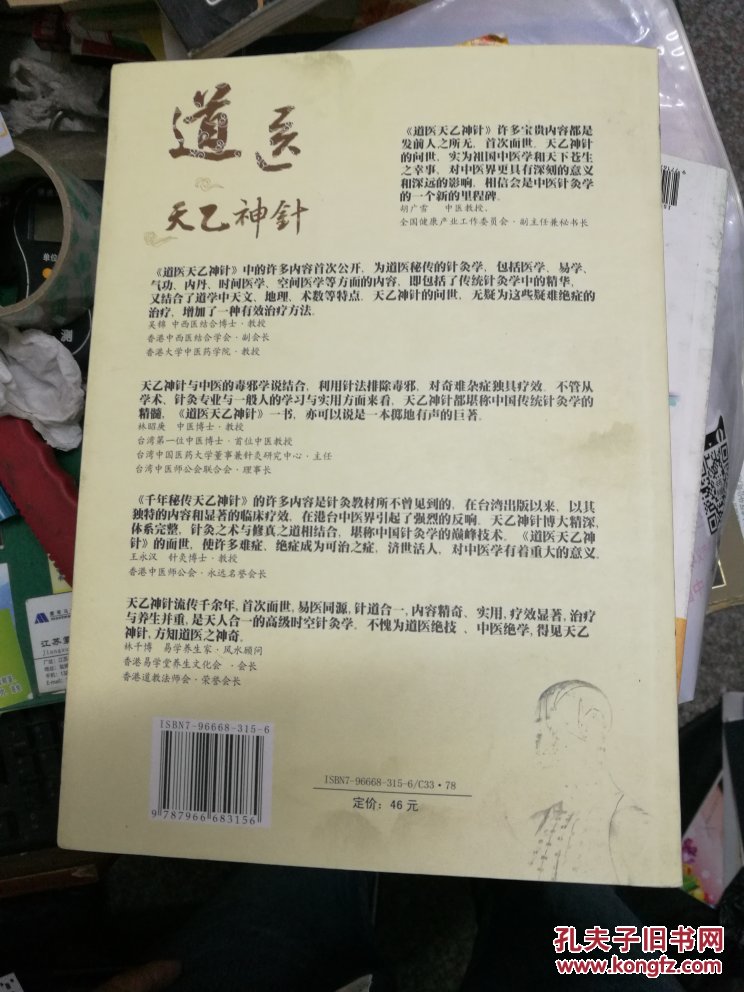 道医
天乙神针
《道医天乙神针》许多宝贵内容都是
发前人之所无，首次面世。天乙神针
的问世，实为祖国中医学和天下苍生
之幸事，对中医界更具有深刻的意义
和深远的影响，相信会是中医针灸学
的一个新的里程碑。
胡广雪 中医教授、
全国健康产业工作委员会·副主任兼秘书长
《道医天乙神针》中的许多内容首次公开，为道医秘传的针灸学，包括医学、易学、
气功、内丹、时间医学、空间医学等方面的内容，即包括了传统针灸学中的精华，
又结合了道学中天文、地理、术数等特点。天乙神针的问世，无疑为这些疑难绝症的
治疗，增加了一种有效治疗方法。
吴锦 中西医结合博士·教授
香港中西医结合学会·副会长
香港大学中医药学院·教授
天乙神针与中医的毒邪学说结合，利用针法排除毒邪，对奇难杂症独具疗效。不管从
学术，针灸专业与一般人的学习与实用方面来看，天乙神针都堪称中国传统针灸学的
精髓，《道医天乙神针》一书，亦可以说是一本掷地有声的巨著。
林昭庚 中医博士·教授
台湾第一位中医博士·首位中医教授
台湾中国医药大学董事兼针灸研究中心·主任
台湾中医师公会联合会·理事长
《千年秘传天乙神针》的许多内容是针灸教材所不曾见到的，在台湾出版以来，以其
独特的内容和显著的临床疗效，在港台中医界引起了强烈的反响。天乙神针博大精深，
体系完整，针灸之术与修真之道相结合，堪称中国针灸学的巅峰技术。《道医天乙神
针》的面世，使许多难症、绝症成为可治之症，济世活人，对中医学有着重大的意义。
王永汉 针灸博士·教授
香港中医师公会·永远名誉会长
天乙神针流传千余年，首次面世，易医同源，针道合一，内容精奇、实用，疗效显著，治疗
与养生并重，是天人合一的高级时空针灸学。不愧为道医绝技、中医绝学，得见天乙
神针，方知道医之神奇。
林千博 易学养生家·风水顾问
香港易学堂养生文化会·会长
香港道教法师会·荣誉会长
ISBN7-96668-315-6
9 787966 683156
ISBN7-96668-315-6/C33·78
定价：46元
孔夫子旧书网
www.kongfz.com